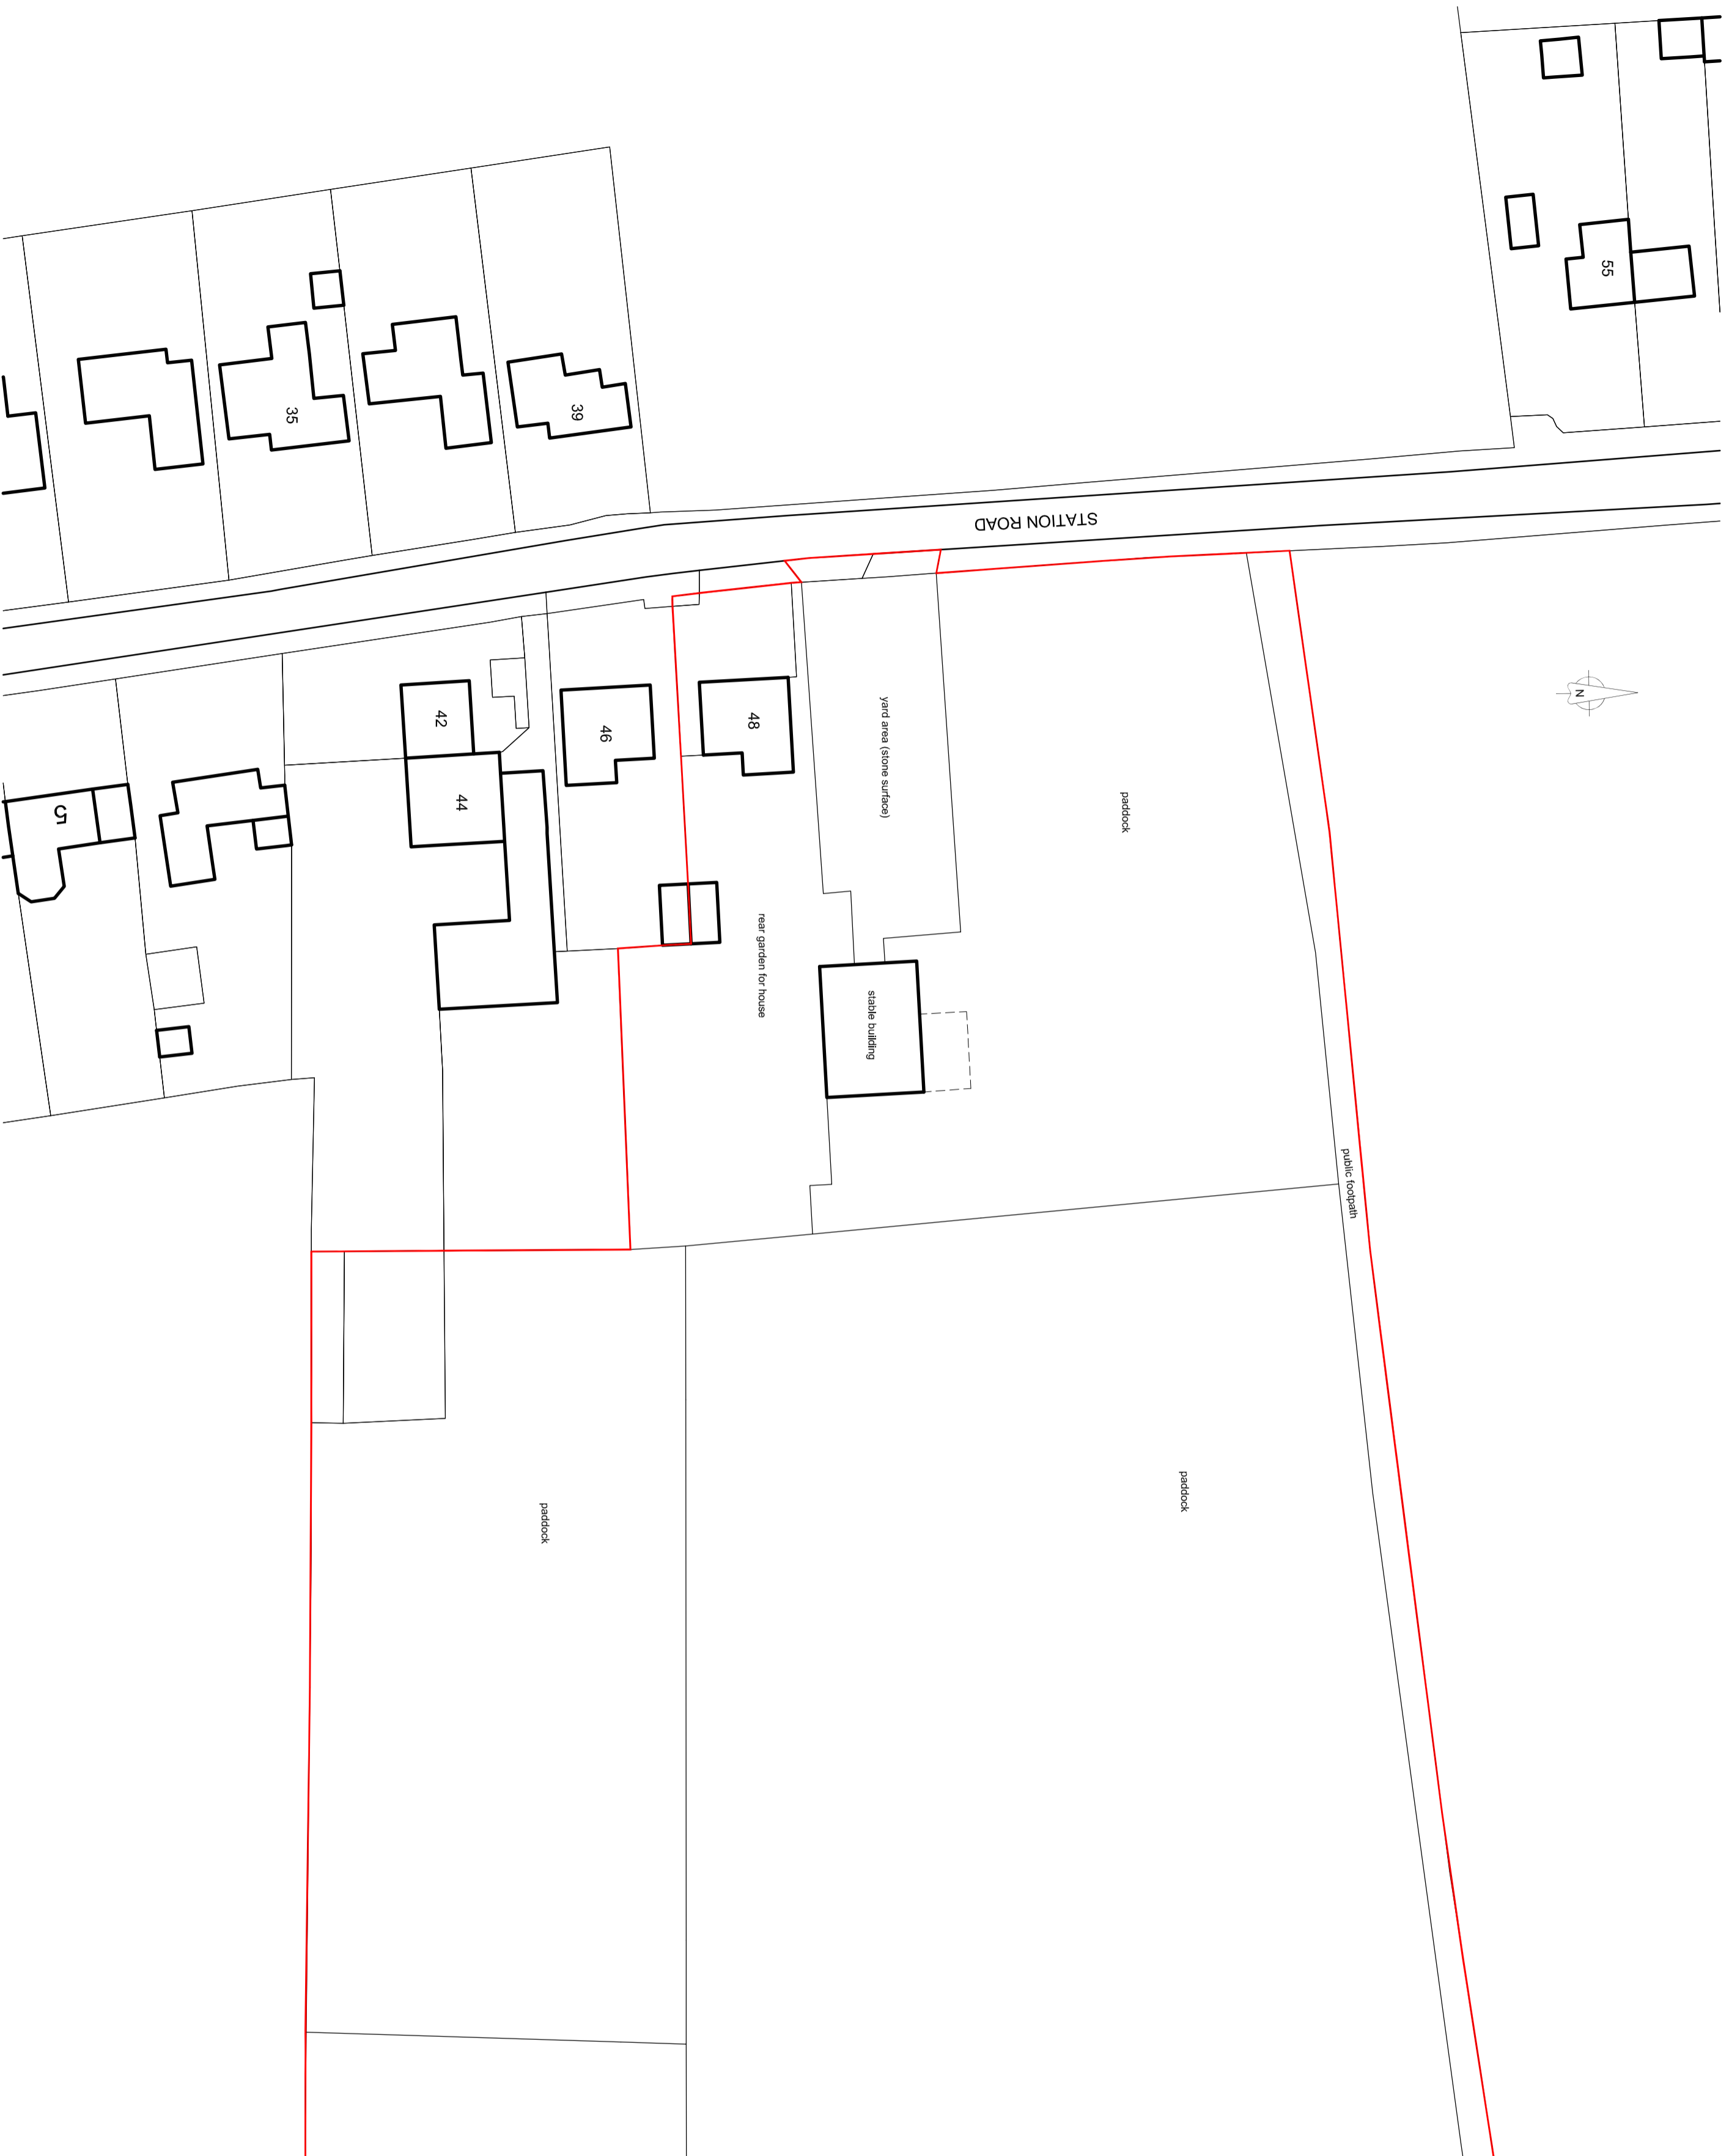 55
35
39
STATION ROAD
N
42
46
48
yard area (stone surface)
44
5
paddock
rear garden for house
stable building
public footpath
paddock
paddock